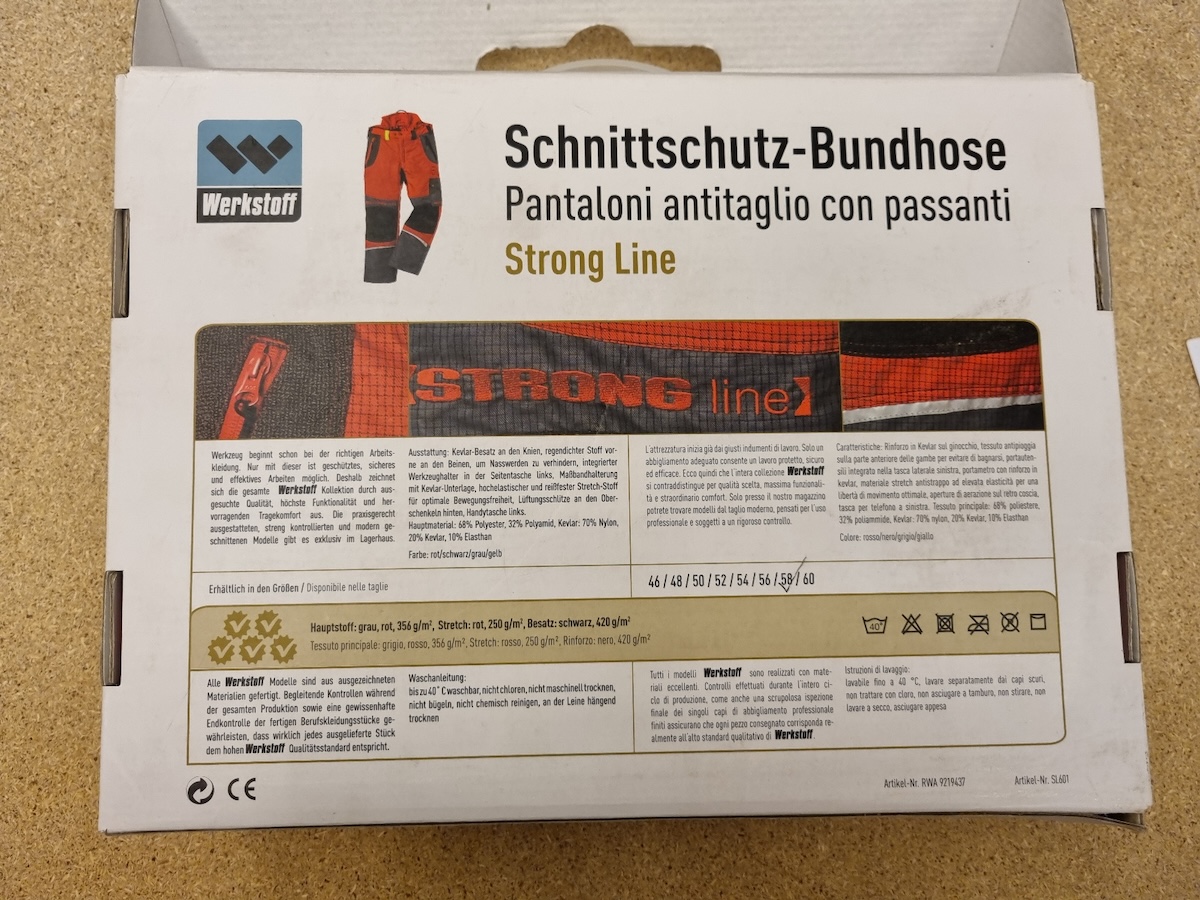 Werkstoff
Schnittschutz-Bundhose
Pantaloni antitaglio con passanti
Strong Line
STRONG line
Werkzeug beginnt schon bei der richtigen Arbeits-
kleidung. Nur mit dieser ist geschütztes, sicheres
und effektives Arbeiten möglich. Deshalb zeichnet
sich die gesamte Werkstoff Kollektion durch aus-
gesuchte Qualität, höchste Funktionalität und her-
vorragenden Tragekomfort aus. Die praxisgerecht
ausgestatteten, streng kontrollierten und modern ge-
schnittenen Modelle gibt es exklusiv im Lagerhaus.
Ausstattung: Kevlar-Besatz an den Knien, regendichter Stoff vor-
ne an den Beinen, um Nasswerden zu verhindern, integrierter
Werkzeughalter in der Seitentasche links, Maßbandhalterung
mit Kevlar-Unterlage, hochelastischer und reißfester Stretch-Stoff
für optimale Bewegungsfreiheit, Lüftungsschlitze an den Ober-
schenkeln hinten, Handytasche links.
Hauptmaterial: 68% Polyester, 32% Polyamid, Kevlar: 70% Nylon,
20% Kevlar, 10% Elasthan
Farbe: rot/schwarz/grau/gelb
L'attrezzatura inizia già dai giusti indumenti di lavoro. Solo un
abbigliamento adeguato consente un lavoro protetto, sicuro
ed efficace. Ecco quindi che l'intera collezione Werkstoff
si contraddistingue per qualità scelta, massima funzionali-
tà e straordinario comfort. Solo presso il nostro magazzino
potrete trovare modelli dal taglio moderno, pensati per l'uso
professionale e soggetti a un rigoroso controllo.
Caratteristiche: Rinforzo in Kevlar sul ginocchio, tessuto antipioggia
sulla parte anteriore delle gambe per evitare di bagnarsi, portauten-
sili integrato nella tasca laterale sinistra, portametro con rinforzo in
kevlar, materiale stretch antistrappo ad elevata elasticità per una
libertà di movimento ottimale, aperture di aerazione sul retro coscia,
tasca per telefono a sinistra. Tessuto principale: 68% poliestere,
32% poliammide, Kevlar: 70% nylon, 20% Kevlar, 10% Elasthan
Colore: rosso/nero/grigio/giallo
Erhältlich in den Größen / Disponibile nelle taglie
46 / 48 / 50 / 52 / 54 / 56 / 58 / 60
Hauptstoff: grau, rot, 356 g/m², Stretch: rot, 250 g/m², Besatz: schwarz, 420 g/m²
Tessuto principale: grigio, rosso, 356 g/m², Stretch: rosso, 250 g/m², Rinforzo: nero, 420 g/m²
40°
Alle Werkstoff Modelle sind aus ausgezeichneten
Materialien gefertigt. Begleitende Kontrollen während
der gesamten Produktion sowie eine gewissenhafte
Endkontrolle der fertigen Berufskleidungsstücke ge-
währleisten, dass wirklich jedes ausgelieferte Stück
dem hohen Werkstoff Qualitätsstandard entspricht.
Waschanleitung:
bis zu 40° C waschbar, nicht chloren, nicht maschinell trocknen,
nicht bügeln, nicht chemisch reinigen, an der Leine hängend
trocknen
Tutti i modelli Werkstoff sono realizzati con mate-
riali eccellenti. Controlli effettuati durante l'intero ci-
clo di produzione, come anche una scrupolosa ispezione
finale dei singoli capi di abbigliamento professionale
finiti assicurano che ogni pezzo consegnato corrisponda re-
almente all'alto standard qualitativo di Werkstoff.
Istruzioni di lavaggio:
lavabile fino a 40 °C, lavare separatamente dai capi scuri,
non trattare con cloro, non asciugare a tamburo, non stirare, non
lavare a secco, asciugare appesa
CE
Artikel-Nr. RWA 9219437
Artikel-Nr. SL601